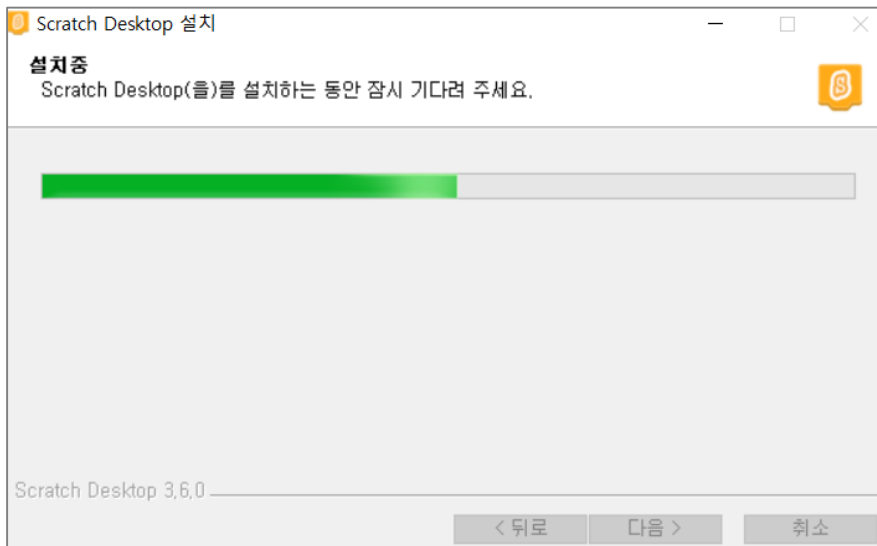 Scratch Desktop 설치
설치중
Scratch Desktop(을)를 설치하는 동안 잠시 기다려 주세요.
Scratch Desktop 3,6,0
< 뒤로 다음 > 취소